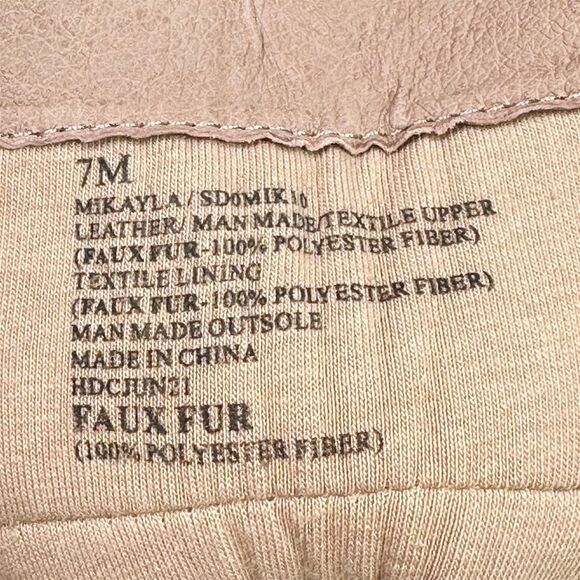 7M
MIKAYLA / SD0MIK10
LEATHER/ MAN MADE/TEXTILE UPPER
(FAUX FUR-100% POLYESTER FIBER)
TEXTILE LINING
(FAUX FUR-100% POLYESTER FIBER)
MAN MADE OUTSOLE
MADE IN CHINA
HDCJUN21
FAUX FUR
(100% POLYESTER FIBER)